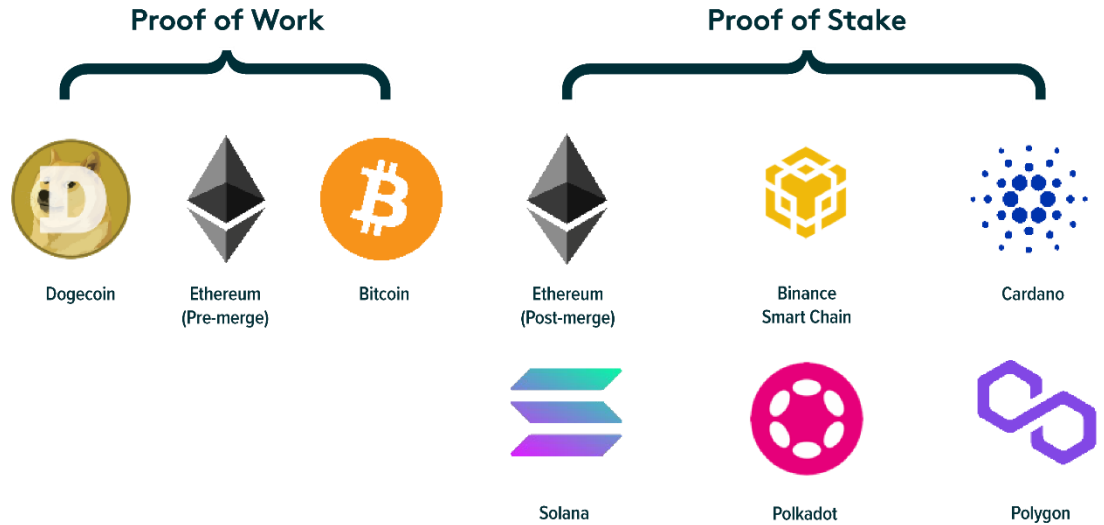 Proof of Work
Proof of Stake
D
Dogecoin
Ethereum
(Pre-merge)
Bitcoin
Ethereum
(Post-merge)
Binance
Smart Chain
Cardano
Solana
Polkadot
Polygon